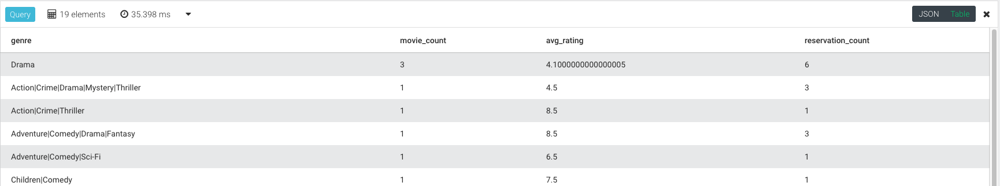 Query 19 elements 35.398 ms JSON Table
genre movie_count avg_rating reservation_count
Drama 3 4.1000000000000005 6
Action|Crime|Drama|Mystery|Thriller 1 4.5 3
Action|Crime|Thriller 1 8.5 1
Adventure|Comedy|Drama|Fantasy 1 8.5 3
Adventure|Comedy|Sci-Fi 1 6.5 1
Children|Comedy 1 7.5 1